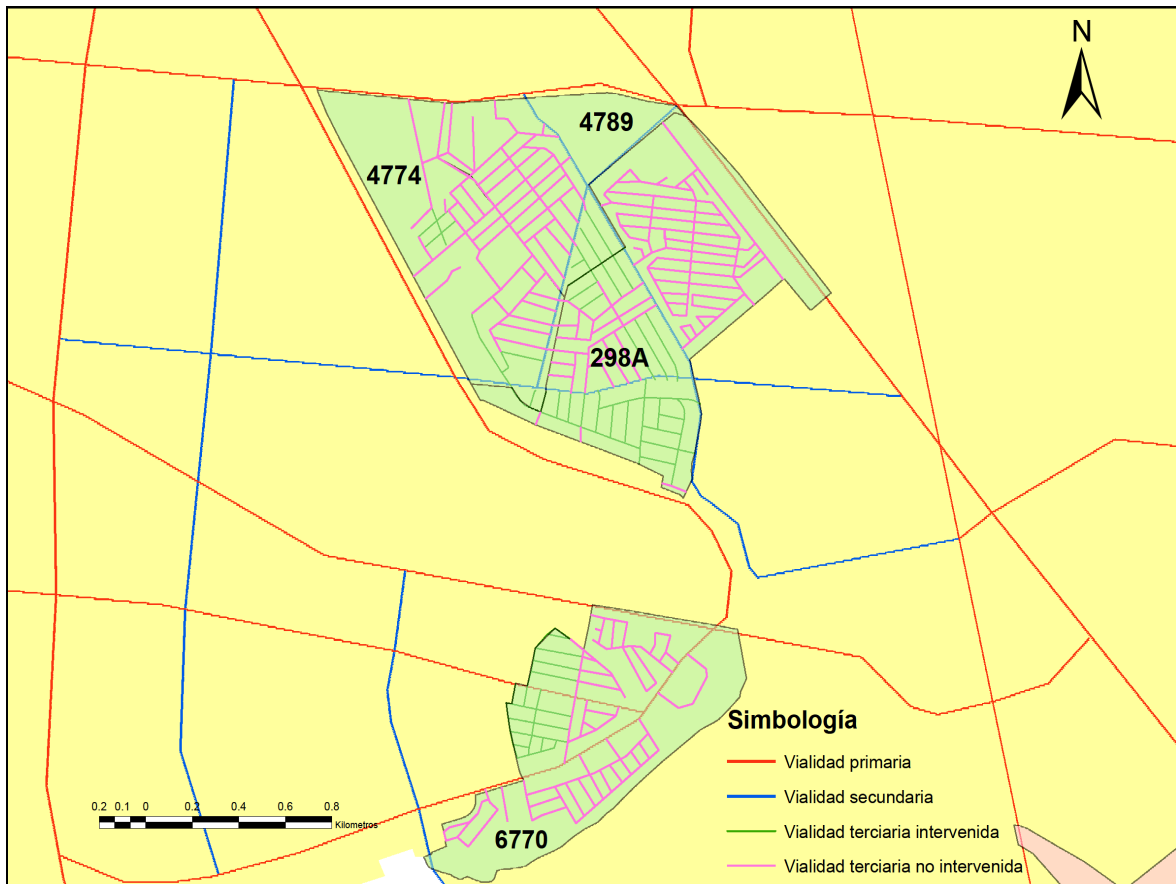 N
4789
4774
298A
Simbología
Vialidad primaria
Vialidad secundaria
Vialidad terciaria intervenida
Vialidad terciaria no intervenida
0.2 0.1 0 0.2 0.4 0.6 0.8
Kilometros
6770